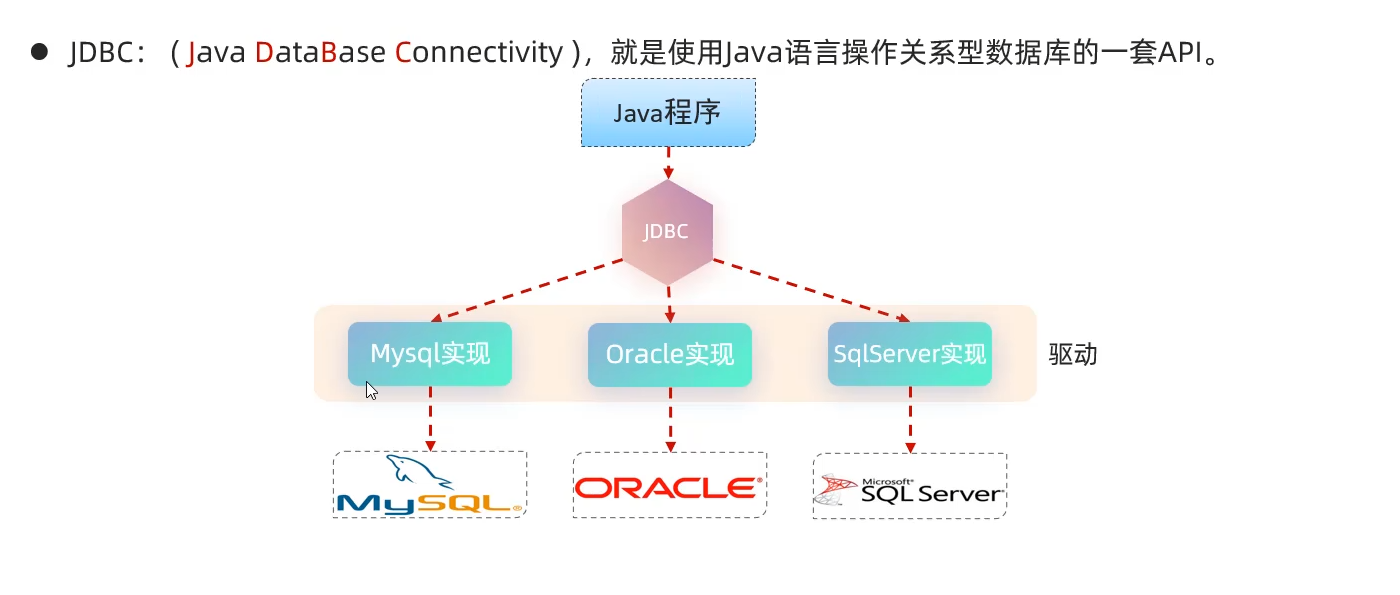 JDBC：（Java DataBase Connectivity），就是使用Java语言操作关系型数据库的一套API。
Java程序
JDBC
Mysql实现
Oracle实现
SqlServer实现
驱动
MySQL®
ORACLE®
Microsoft®
SQL Server